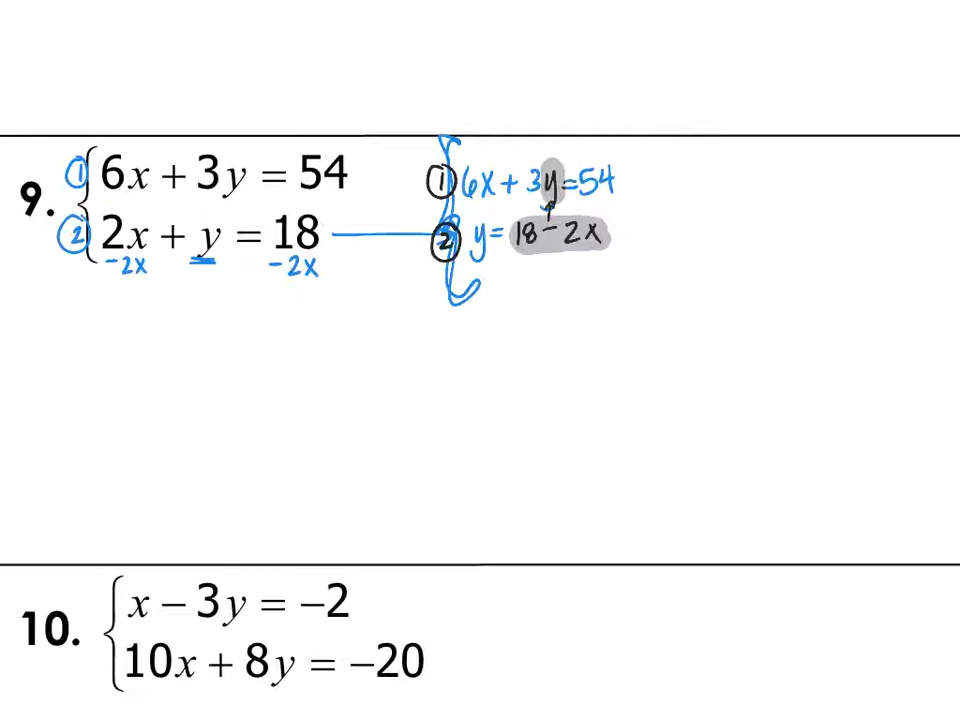 9. ① 6x + 3y = 54
② 2x + y = 18
-2x -2x
① 6x + 3y = 54
② y = 18 - 2x
10. x − 3y = −2
10x + 8y = −20